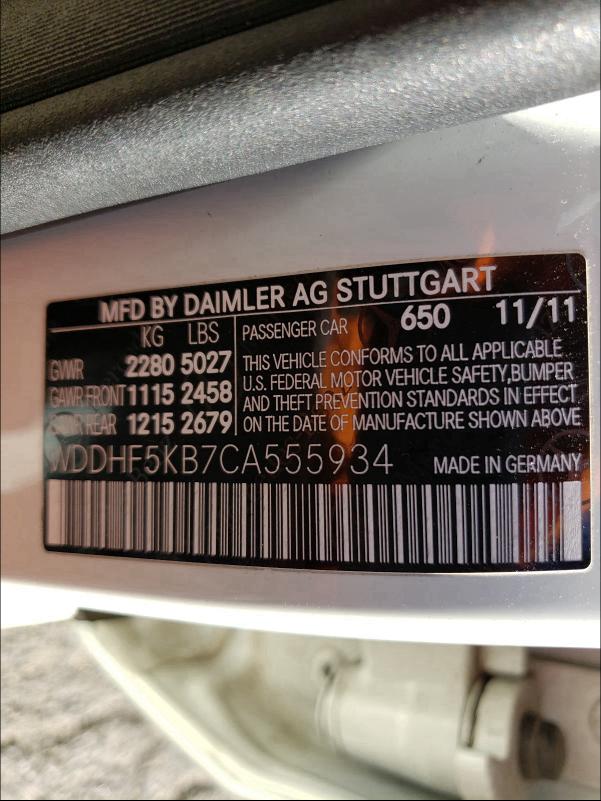 MFD BY DAIMLER AG STUTTGART
KG LBS
GWR 2280 5027
GAWR FRONT 1115 2458
REAR 1215 2679
PASSENGER CAR 650 11/11
THIS VEHICLE CONFORMS TO ALL APPLICABLE
U.S. FEDERAL MOTOR VEHICLE SAFETY,BUMPER
AND THEFT PREVENTION STANDARDS IN EFFECT
ON THE DATE OF MANUFACTURE SHOWN ABOVE
WDDHF5KB7CA555934 MADE IN GERMANY